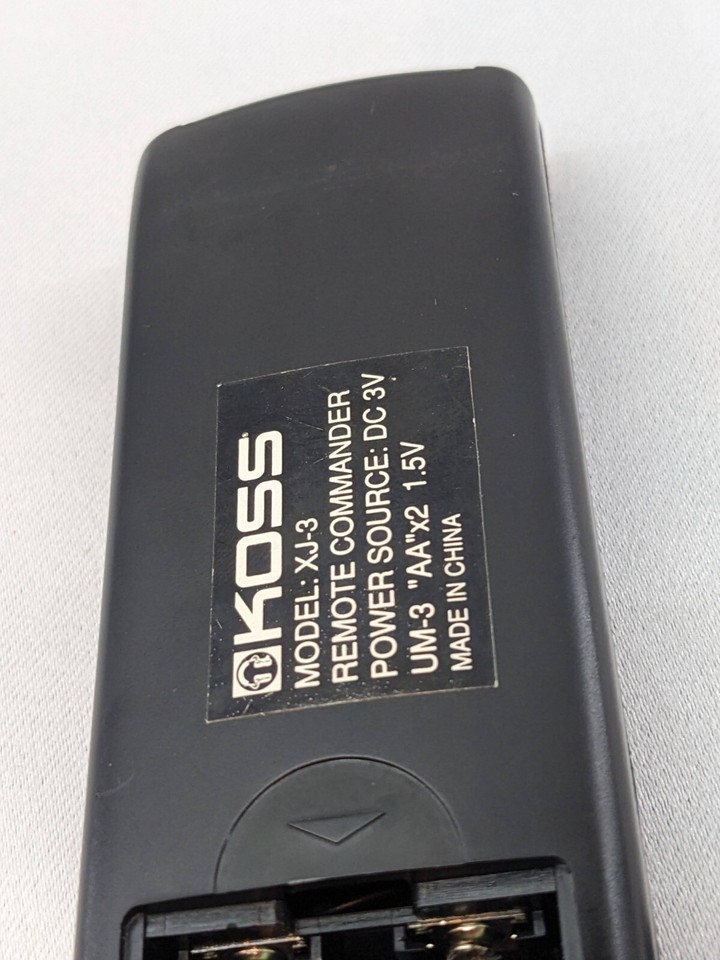 KOSS
MODEL: XJ-3
REMOTE COMMANDER
POWER SOURCE: DC 3V
UM-3 "AA"x2 1.5V
MADE IN CHINA